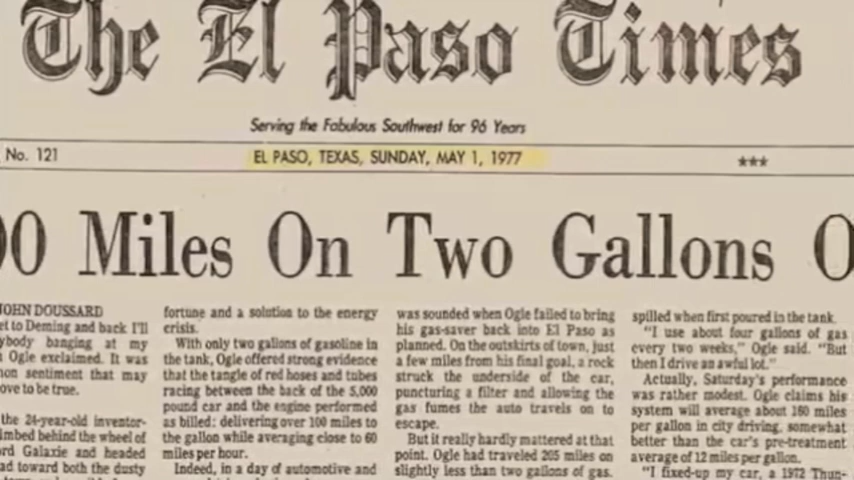 The El Paso Times
Serving the Fabulous Southwest for 96 Years
No. 121
EL PASO, TEXAS, SUNDAY, MAY 1, 1977
***
00 Miles On Two Gallons O
JOHN DOUSSARD
et to Deming and back I'll
ybody banging at my
Ogle exclaimed. It was
on sentiment that may
ove to be true.
the 24-year-old inventor-
imbed behind the wheel of
rd Galaxie and headed
ad toward both the dusty
fortune and a solution to the energy
crisis.
With only two gallons of gasoline in
the tank, Ogle offered strong evidence
that the tangle of red hoses and tubes
racing between the back of the 5,000
pound car and the engine performed
as billed: delivering over 100 miles to
the gallon while averaging close to 60
miles per hour.
Indeed, in a day of automotive and
was sounded when Ogle failed to bring
his gas-saver back into El Paso as
planned. On the outskirts of town, just
a few miles from his final goal, a rock
struck the underside of the car,
puncturing a filter and allowing the
gas fumes the auto travels on to
escape.
But it really hardly mattered at that
point. Ogle had traveled 205 miles on
slightly less than two gallons of gas.
spilled when first poured in the tank.
"I use about four gallons of gas
every two weeks," Ogle said. "But
then I drive an awful lot."
Actually, Saturday's performance
was rather modest. Ogle claims his
system will average about 160 miles
per gallon in city driving, somewhat
better than the car's pre-treatment
average of 12 miles per gallon.
"I fixed-up my car, a 1972 Thun-